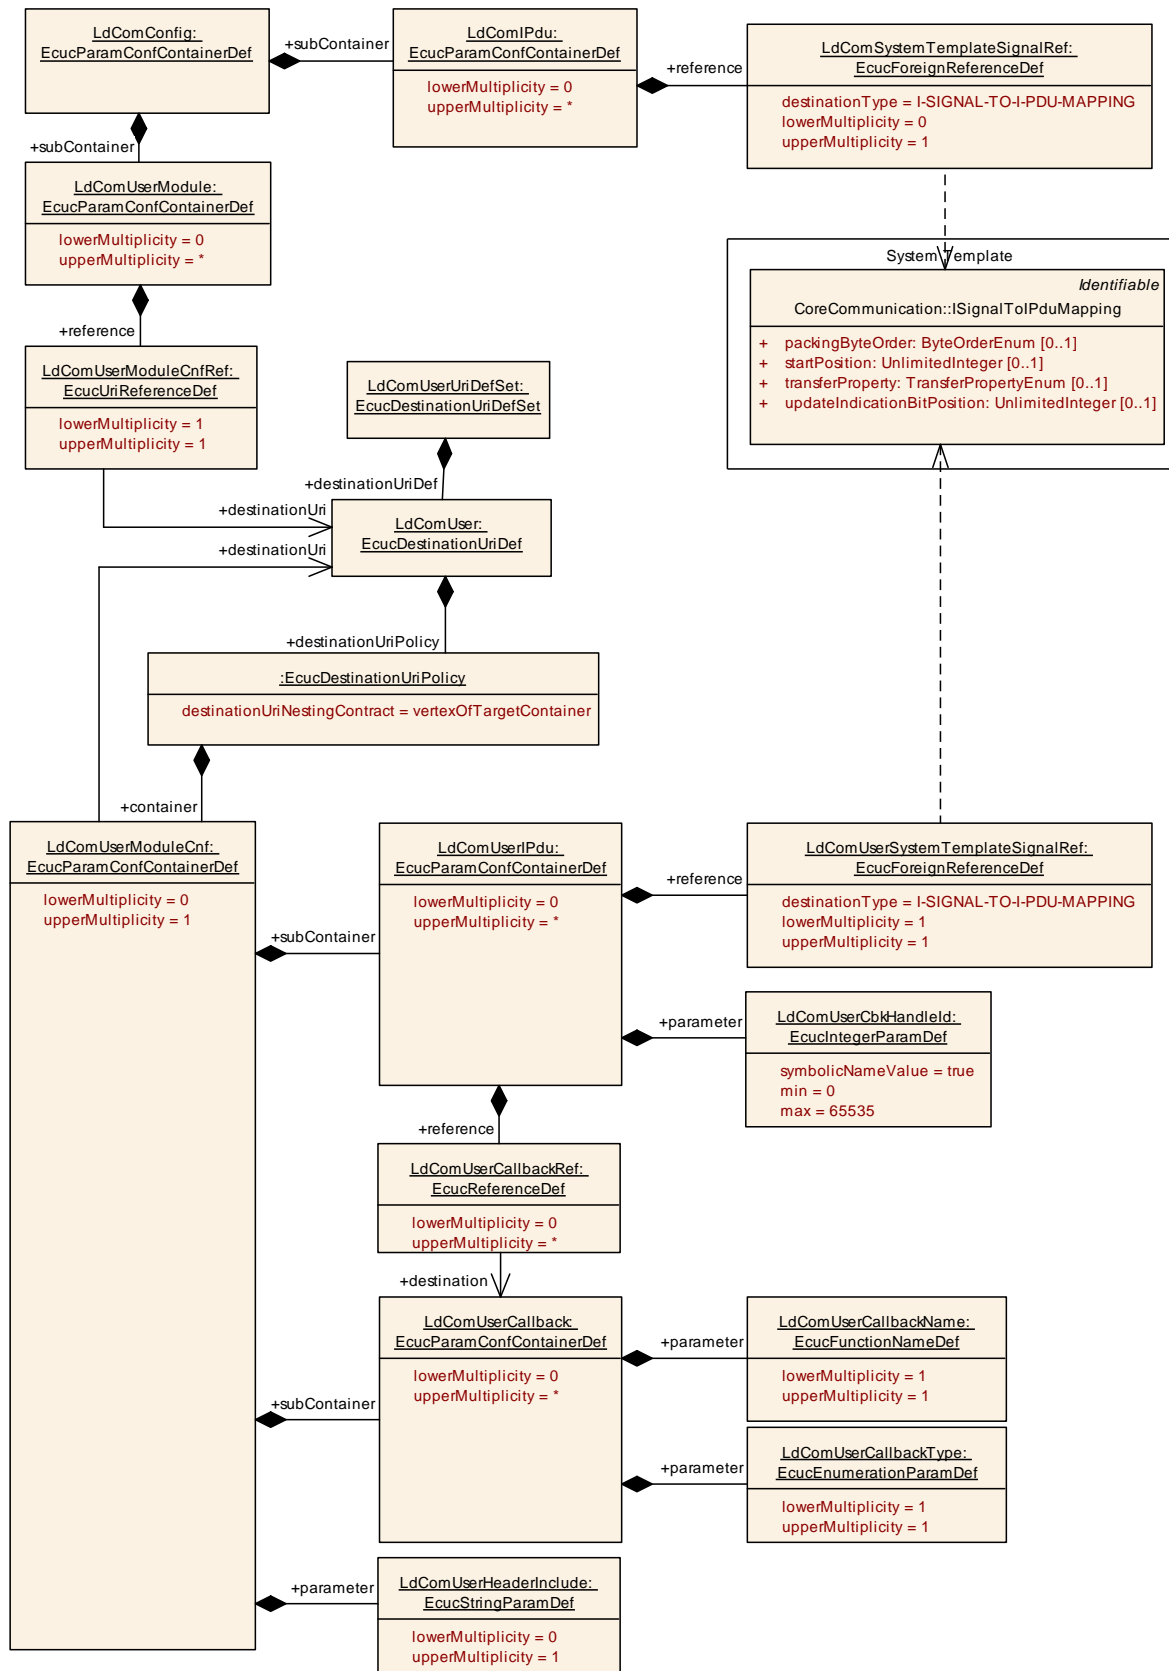 LdComConfig:
EcucParamConfContainerDef
+subContainer
LdComIPdu:
EcucParamConfContainerDef
lowerMultiplicity = 0
upperMultiplicity = *
+reference
LdComSystemTemplateSignalRef:
EcucForeignReferenceDef
destinationType = I-SIGNAL-TO-I-PDU-MAPPING
lowerMultiplicity = 0
upperMultiplicity = 1
+subContainer
LdComUserModule:
EcucParamConfContainerDef
lowerMultiplicity = 0
upperMultiplicity = *
System Template
Identifiable
CoreCommunication::ISignalToIPduMapping
+ packingByteOrder: ByteOrderEnum [0..1]
+ startPosition: UnlimitedInteger [0..1]
+ transferProperty: TransferPropertyEnum [0..1]
+ updateIndicationBitPosition: UnlimitedInteger [0..1]
+reference
LdComUserModuleCnfRef:
EcucUriReferenceDef
lowerMultiplicity = 1
upperMultiplicity = 1
LdComUserUriDefSet:
EcucDestinationUriDefSet
+destinationUriDef
+destinationUri
+destinationUri
LdComUser:
EcucDestinationUriDef
+destinationUriPolicy
:EcucDestinationUriPolicy
destinationUriNestingContract = vertexOfTargetContainer
+container
LdComUserModuleCnf:
EcucParamConfContainerDef
lowerMultiplicity = 0
upperMultiplicity = 1
+subContainer
LdComUserIPdu:
EcucParamConfContainerDef
lowerMultiplicity = 0
upperMultiplicity = *
+reference
LdComUserSystemTemplateSignalRef:
EcucForeignReferenceDef
destinationType = I-SIGNAL-TO-I-PDU-MAPPING
lowerMultiplicity = 1
upperMultiplicity = 1
+parameter
LdComUserCbkHandleId:
EcucIntegerParamDef
symbolicNameValue = true
min = 0
max = 65535
+reference
LdComUserCallbackRef:
EcucReferenceDef
lowerMultiplicity = 0
upperMultiplicity = *
+destination
LdComUserCallback:
EcucParamConfContainerDef
lowerMultiplicity = 0
upperMultiplicity = *
+subContainer
+parameter
LdComUserCallbackName:
EcucFunctionNameDef
lowerMultiplicity = 1
upperMultiplicity = 1
+parameter
LdComUserCallbackType:
EcucEnumerationParamDef
lowerMultiplicity = 1
upperMultiplicity = 1
+parameter
LdComUserHeaderInclude:
EcucStringParamDef
lowerMultiplicity = 0
upperMultiplicity = 1